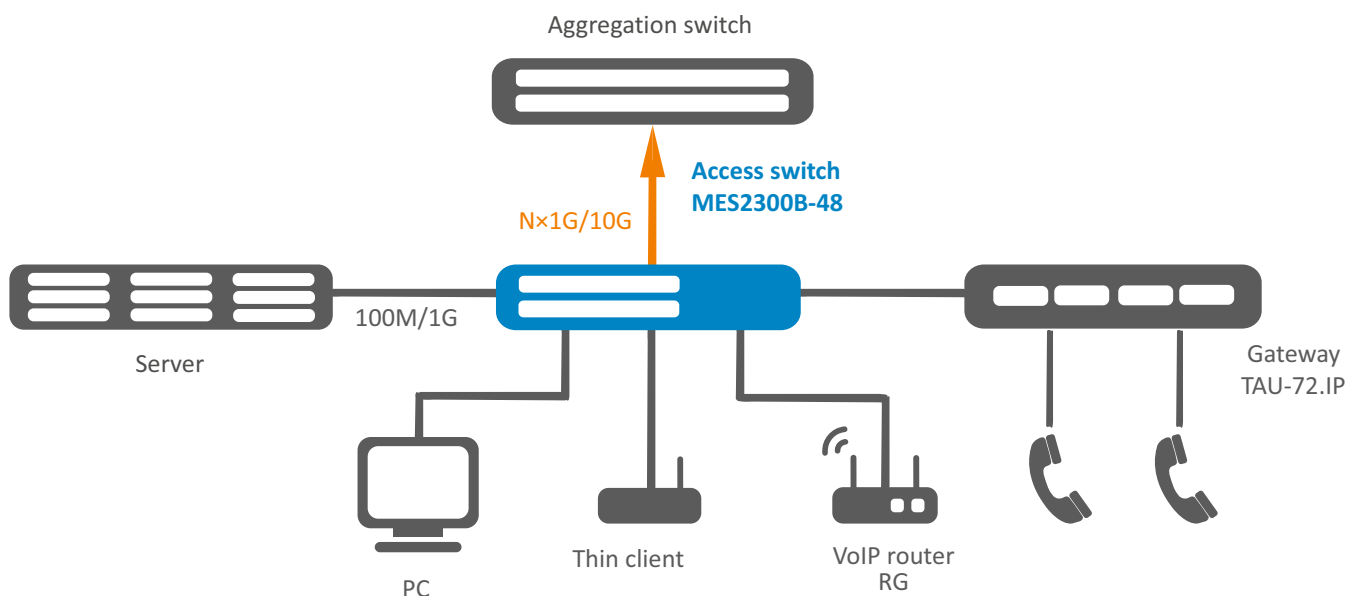 Aggregation switch
Access switch
MES2300B-48
N×1G/10G
100M/1G
Server
Gateway
TAU-72.IP
PC
Thin client
VoIP router
RG